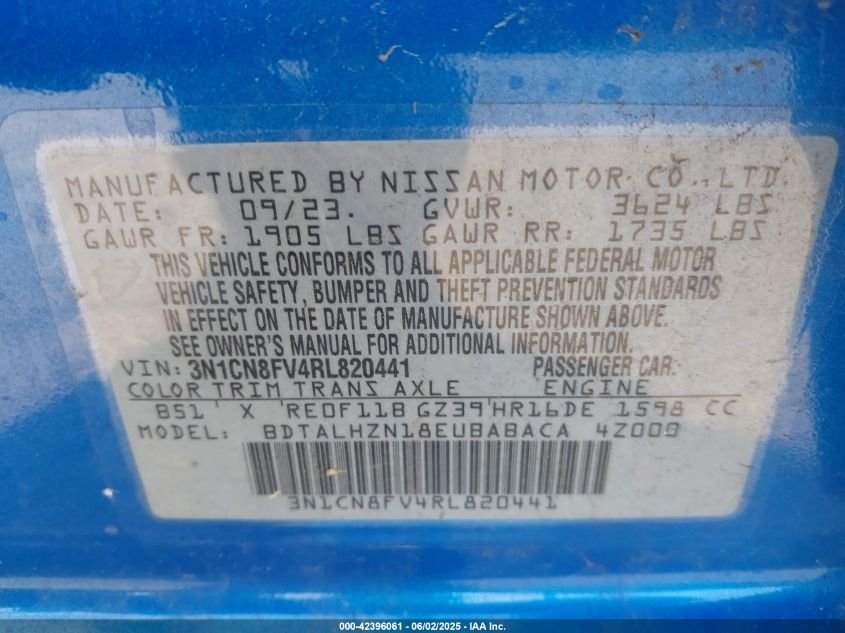 MANUFACTURED BY NISSAN MOTOR CO., LTD.
DATE: 09/23. GVWR: 3624 LBS
GAWR FR: 1905 LBS GAWR RR: 1735 LBS
THIS VEHICLE CONFORMS TO ALL APPLICABLE FEDERAL MOTOR
VEHICLE SAFETY, BUMPER AND THEFT PREVENTION STANDARDS
IN EFFECT ON THE DATE OF MANUFACTURE SHOWN ABOVE.
SEE OWNER'S MANUAL FOR ADDITIONAL INFORMATION.
VIN: 3N1CN8FV4RL820441 PASSENGER CAR.
COLOR TRIM TRANS AXLE ENGINE
B51 X RE0F11B GZ39 HR16DE 1598 CC
MODEL: BDTALHZN18EUBABACA 4Z000
3N1CN8FV4RL820441
000-42396061 - 06/02/2025 - IAA Inc.